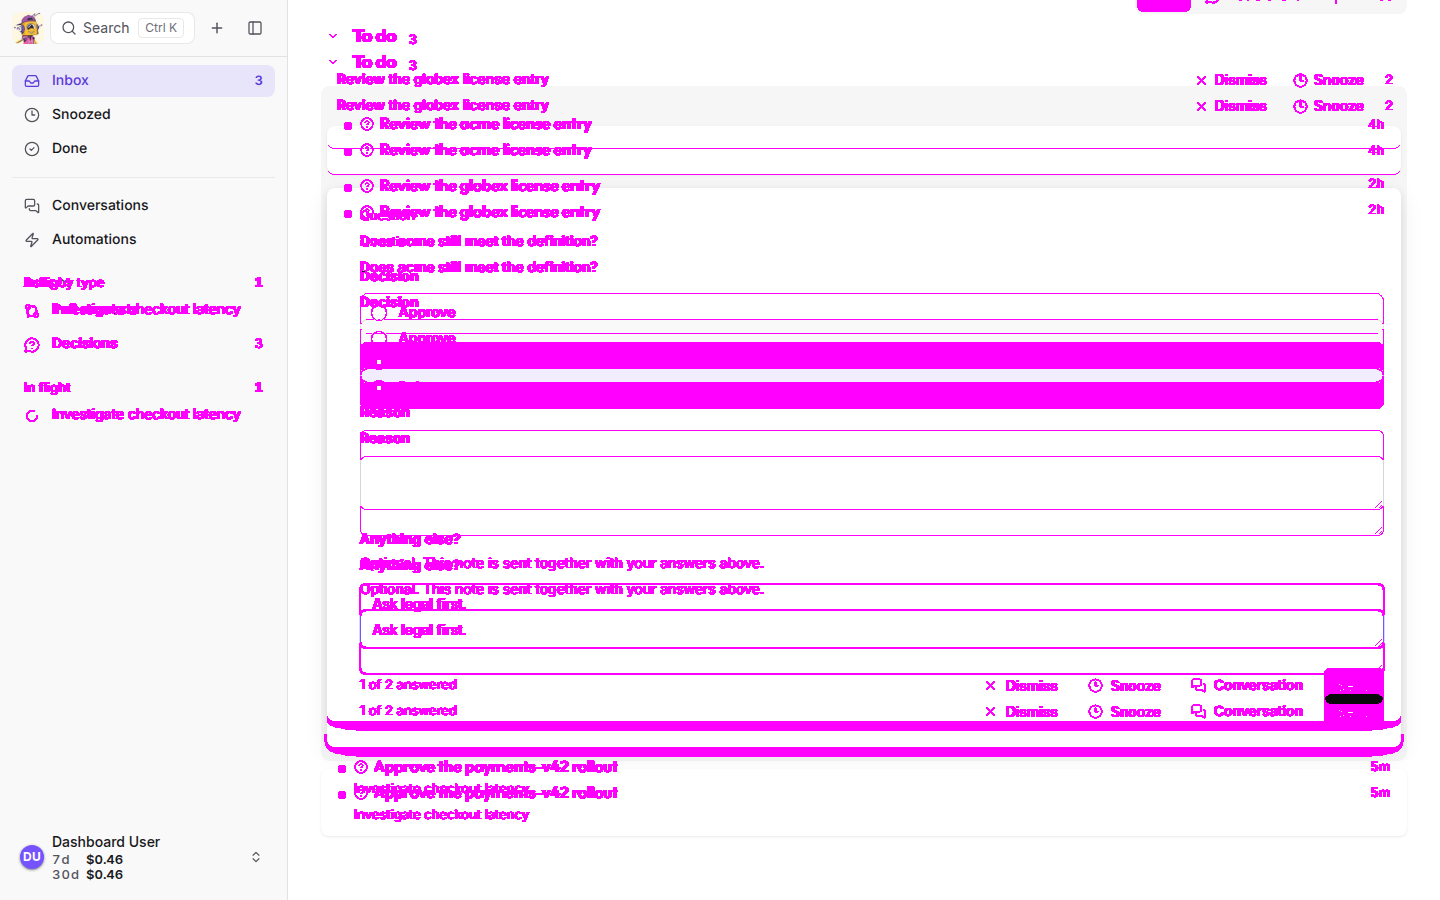 Search Ctrl K
Inbox 3
Snoozed
Done
Conversations
Automations
type 1
checkout latency
Decisions 3
In flight 1
Investigate checkout latency
Dashboard User
DU
7d $0.46
30d $0.46
To do 3
To do 3
Review the globex license entry Dismiss Snooze 2
Review the globex license entry Dismiss Snooze 2
Review the acme license entry 4h
Review the acme license entry 4h
Review the globex license entry 2h
Review the globex license entry 2h
Does acme still meet the definition?
Does acme still meet the definition?
Decision
Decision
Approve
Approve
Reason
Reason
Anything else?
Optional. This note is sent together with your answers above.
Optional. This note is sent together with your answers above.
Ask legal first.
Ask legal first.
1 of 2 answered Dismiss Snooze Conversation
1 of 2 answered Dismiss Snooze Conversation
Approve the payments-v42 rollout 5m
Investigate checkout latency
Approve the payments-v42 rollout 5m
Investigate checkout latency